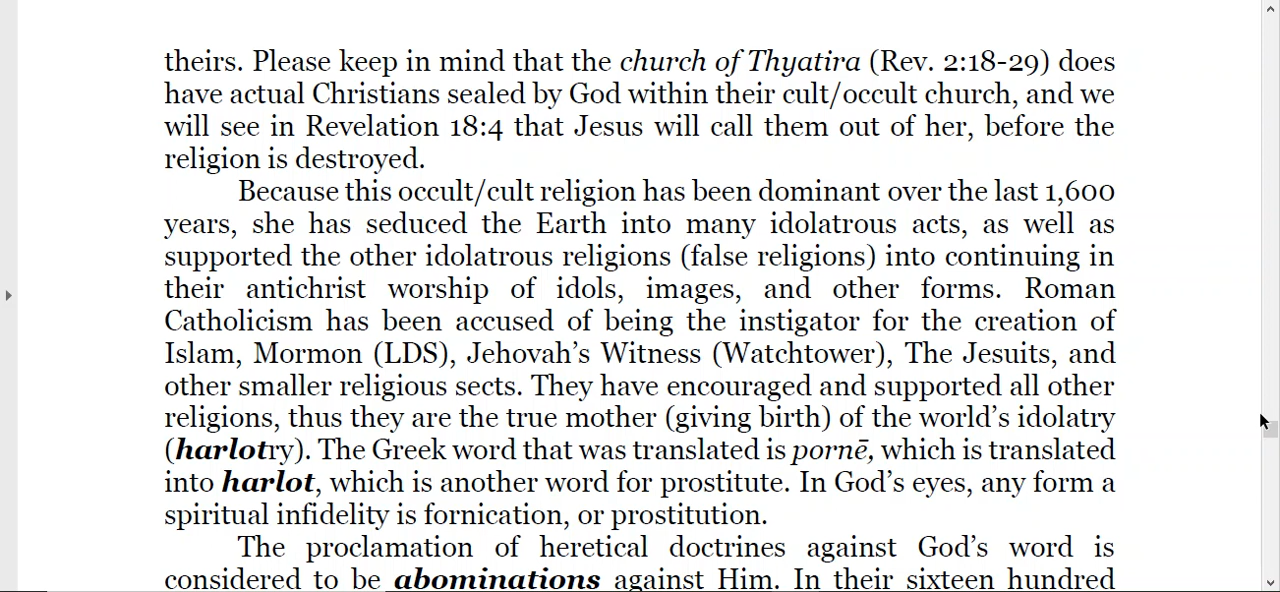 theirs. Please keep in mind that the church of Thyatira (Rev. 2:18-29) does
have actual Christians sealed by God within their cult/occult church, and we
will see in Revelation 18:4 that Jesus will call them out of her, before the
religion is destroyed.
Because this occult/cult religion has been dominant over the last 1,600
years, she has seduced the Earth into many idolatrous acts, as well as
supported the other idolatrous religions (false religions) into continuing in
their antichrist worship of idols, images, and other forms. Roman
Catholicism has been accused of being the instigator for the creation of
Islam, Mormon (LDS), Jehovah’s Witness (Watchtower), The Jesuits, and
other smaller religious sects. They have encouraged and supported all other
religions, thus they are the true mother (giving birth) of the world’s idolatry
(harlotry). The Greek word that was translated is pornē, which is translated
into harlot, which is another word for prostitute. In God’s eyes, any form a
spiritual infidelity is fornication, or prostitution.
The proclamation of heretical doctrines against God’s word is
considered to be abominations against Him. In their sixteen hundred